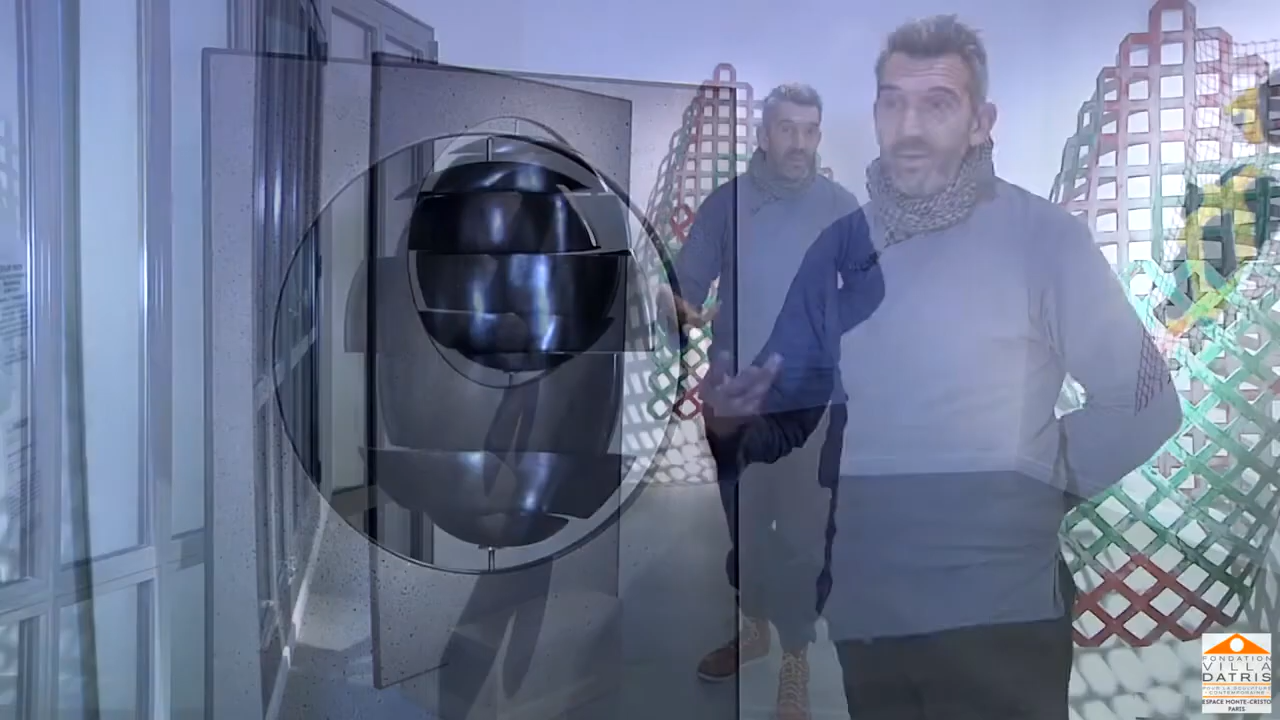 FONDATION
VILLA
DATRIS
POUR LA SCULPTURE
CONTEMPORAINE
ESPACE MONTE-CRISTO
PARIS